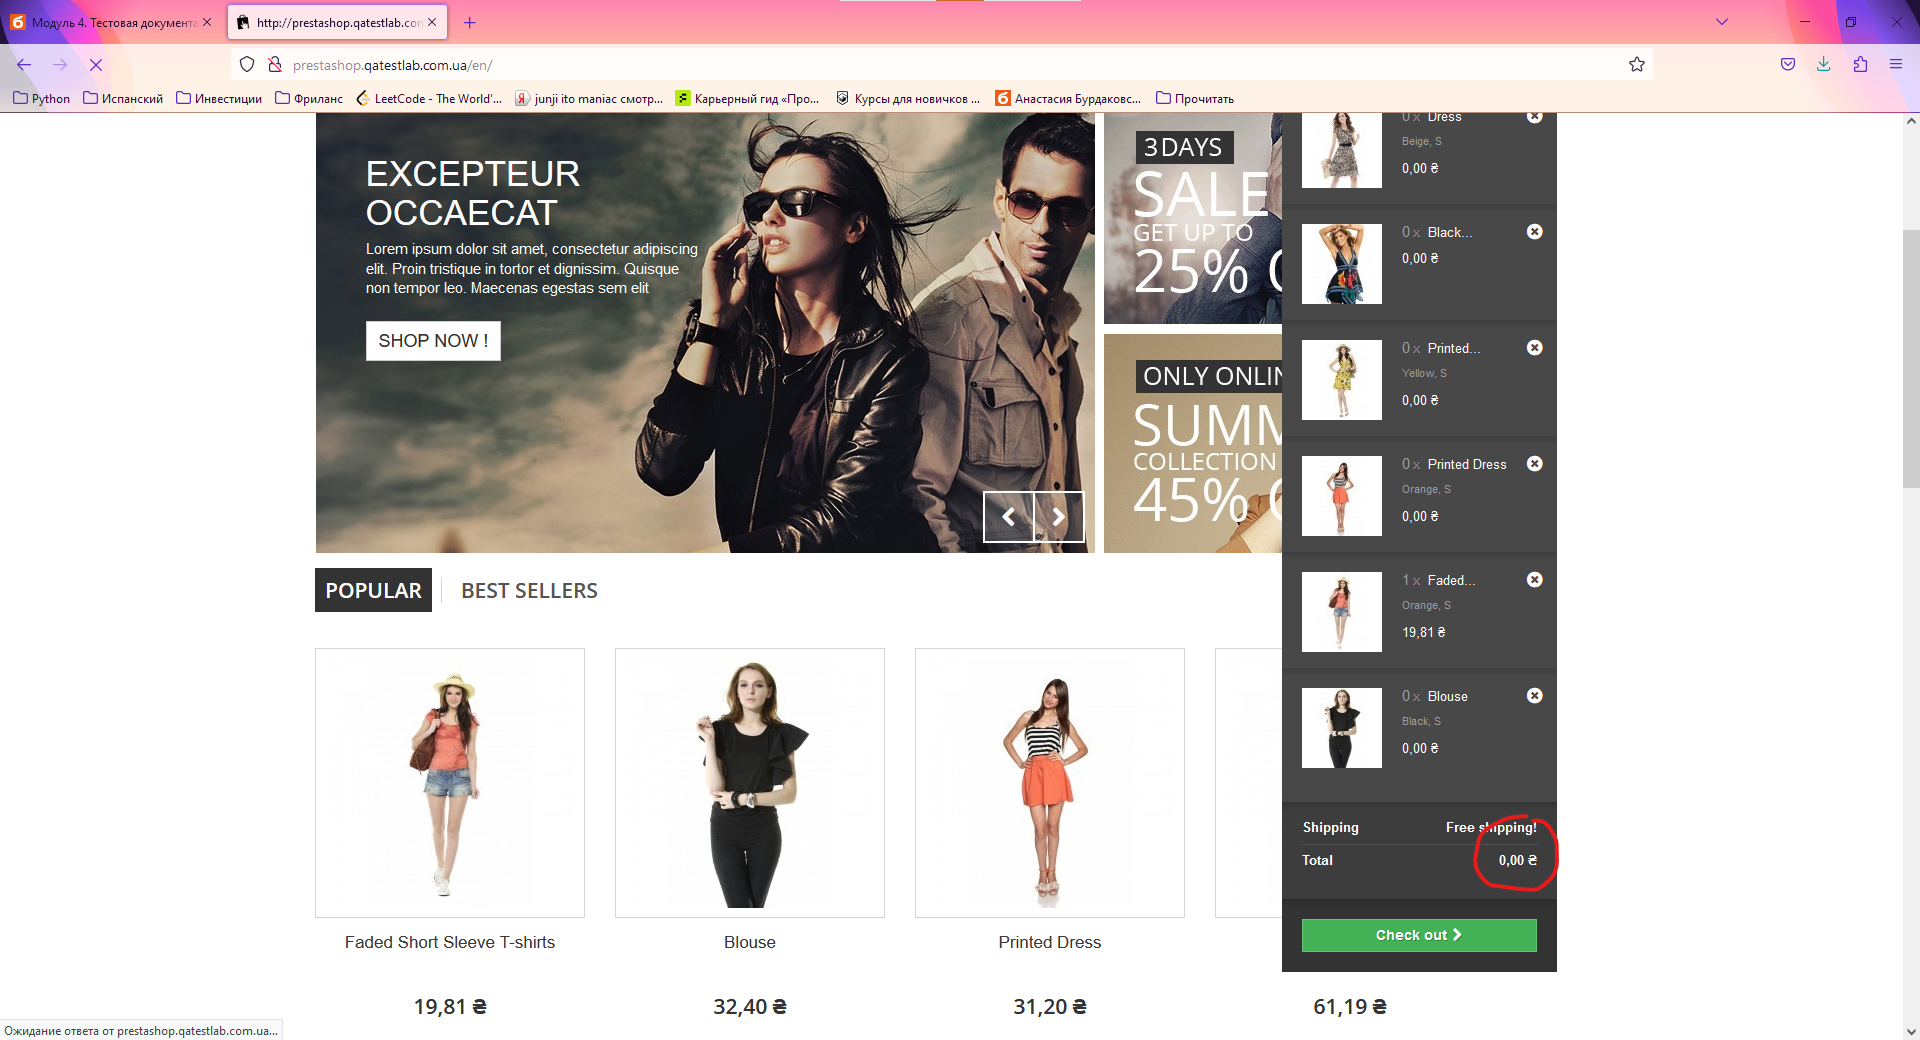 Модуль 4. Тестовая документа
http://prestashop.qatestlab.con
prestashop.qatestlab.com.ua/en/
Python
Испанский
Инвестиции
Фриланс
LeetCode - The World'...
junji ito maniac смотр...
Карьерный гид «Про...
Курсы для новичков ...
Анастасия Бурдаковс...
Прочитать
EXCEPTEUR
OCCAECAT
Lorem ipsum dolor sit amet, consectetur adipiscing
elit. Proin tristique in tortor et dignissim. Quisque
non tempor leo. Maecenas egestas sem elit
SHOP NOW !
3 DAYS
SALE
GET UP TO
25%
ONLY ONLIN
SUMM
COLLECTION
45%
0 x Dress
Beige, S
0,00 ₴
0 x Black...
0,00 ₴
0 x Printed...
Yellow, S
0,00 ₴
0 x Printed Dress
Orange, S
0,00 ₴
1 x Faded...
Orange, S
19,81 ₴
0 x Blouse
Black, S
0,00 ₴
Shipping Free shipping!
Total 0,00 ₴
Check out
POPULAR
BEST SELLERS
Faded Short Sleeve T-shirts
Blouse
Printed Dress
19,81 ₴
32,40 ₴
31,20 ₴
61,19 ₴
Ожидание ответа от prestashop.qatestlab.com.ua...